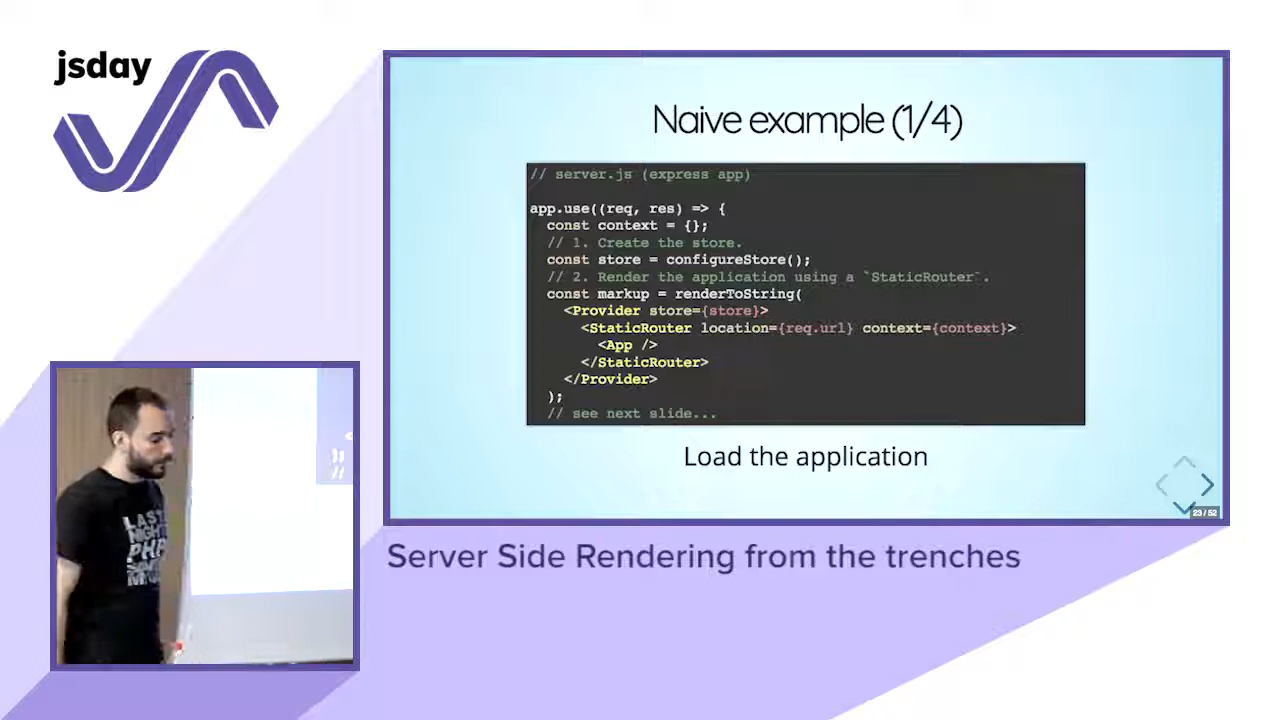 jsday
Naive example (1/4)
// server.js (express app)
app.use((req, res) => {
const context = {};
// 1. Create the store.
const store = configureStore();
// 2. Render the application using a `StaticRouter`.
const markup = renderToString(
<Provider store={store}>
<StaticRouter location={req.url} context={context}>
<App />
</StaticRouter>
</Provider>
);
// see next slide...
Load the application
23 / 52
LAST
NIGHT
PHP
Server Side Rendering from the trenches